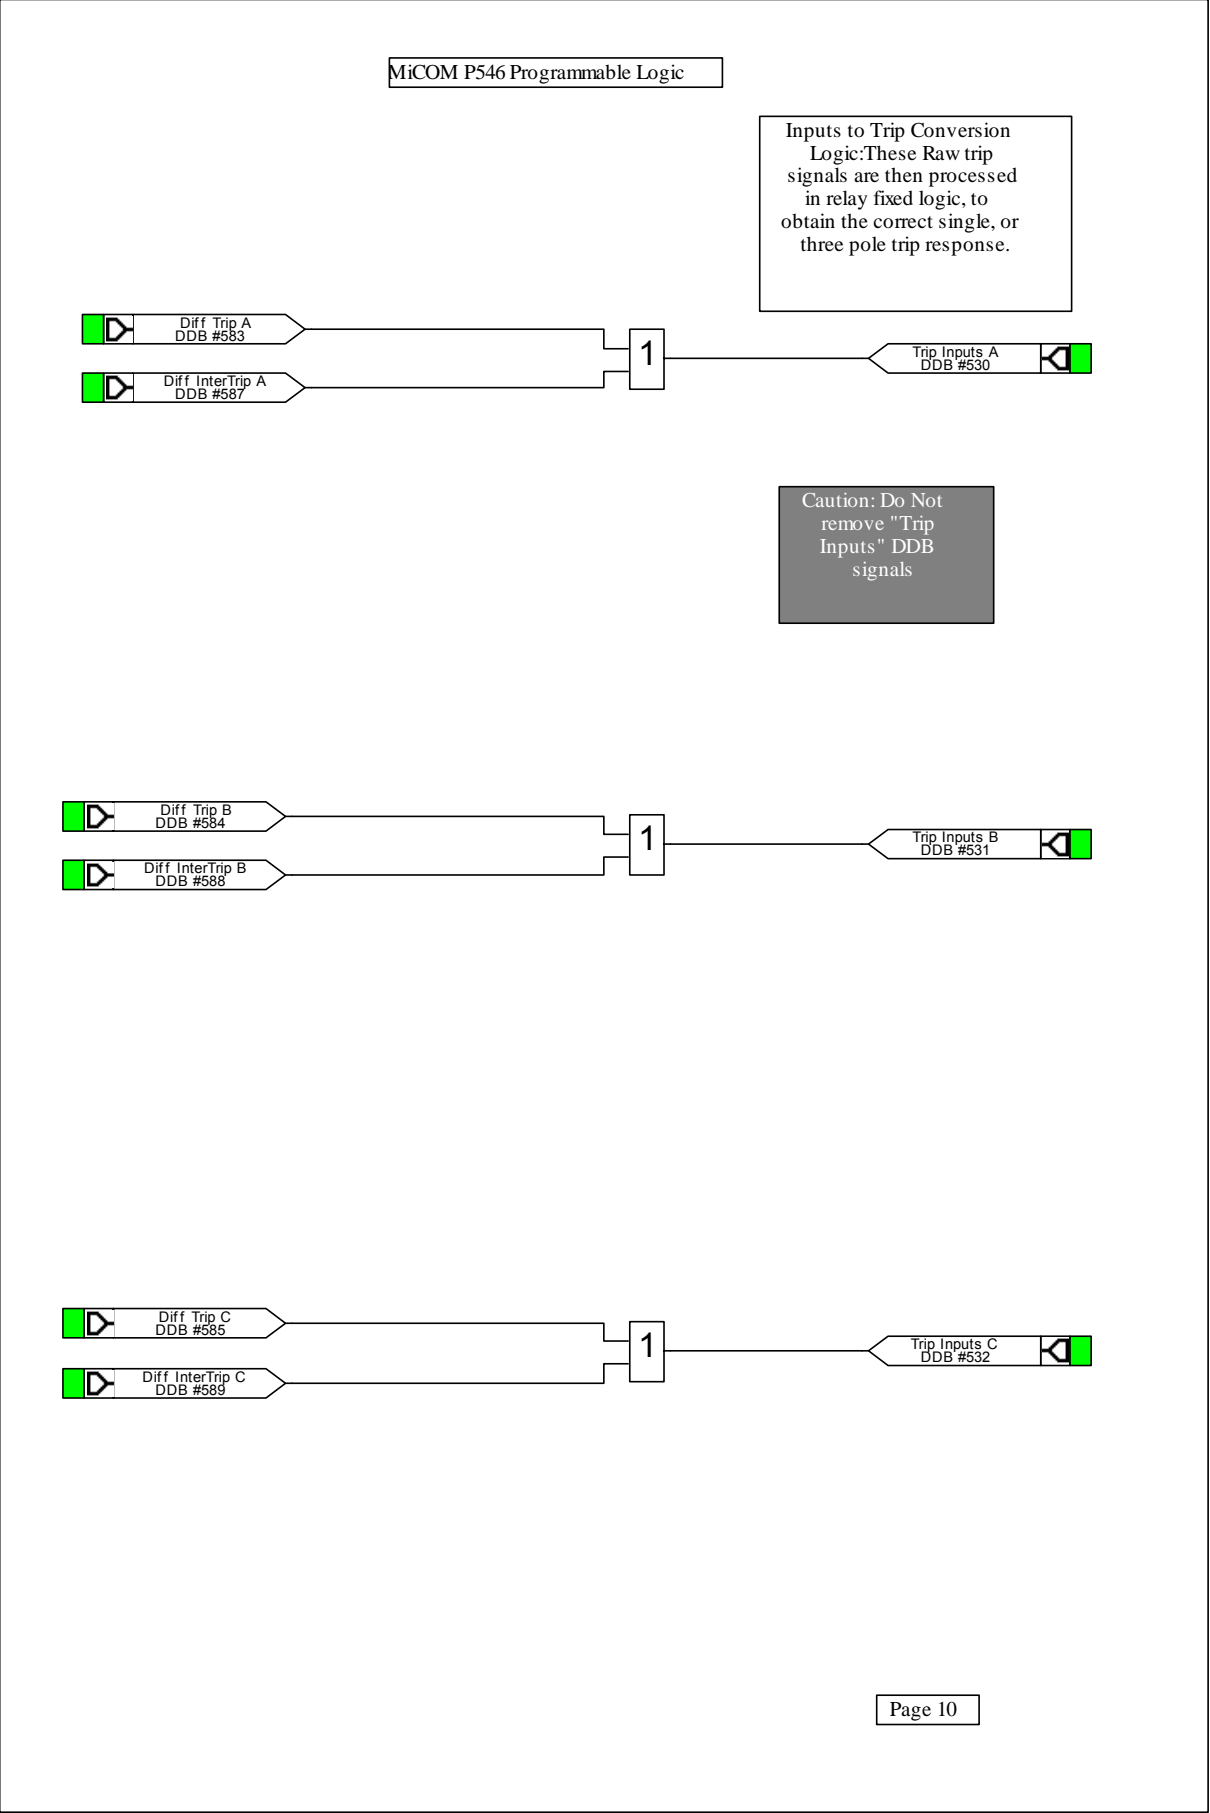 MiCOM P546 Programmable Logic
Inputs to Trip Conversion
Logic:These Raw trip
signals are then processed
in relay fixed logic, to
obtain the correct single, or
three pole trip response.
Diff Trip A
DDB #583
Diff InterTrip A
DDB #587
1
Trip Inputs A
DDB #530
Caution: Do Not
remove "Trip
Inputs" DDB
signals
Diff Trip B
DDB #584
Diff InterTrip B
DDB #588
1
Trip Inputs B
DDB #531
Diff Trip C
DDB #585
Diff InterTrip C
DDB #589
1
Trip Inputs C
DDB #532
Page 10